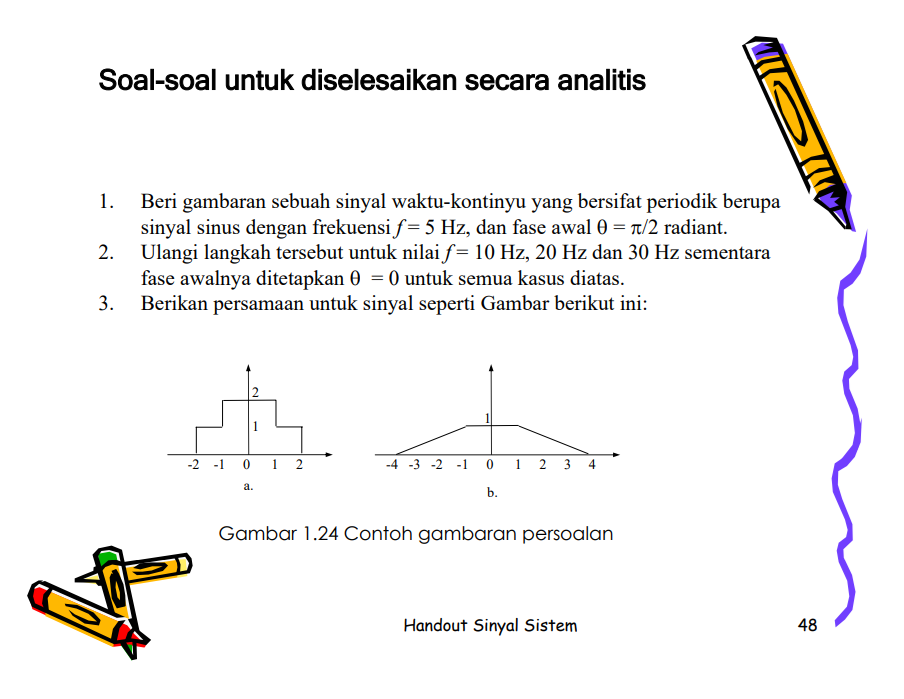 Soal-soal untuk diselesaikan secara analitis
1. Beri gambaran sebuah sinyal waktu-kontinyu yang bersifat periodik berupa
sinyal sinus dengan frekuensi f = 5 Hz, dan fase awal θ = π/2 radiant.
2. Ulangi langkah tersebut untuk nilai f = 10 Hz, 20 Hz dan 30 Hz sementara
fase awalnya ditetapkan θ = 0 untuk semua kasus diatas.
3. Berikan persamaan untuk sinyal seperti Gambar berikut ini:
2
1
-2 -1 0 1 2
a.
1
-4 -3 -2 -1 0 1 2 3 4
b.
Gambar 1.24 Contoh gambaran persoalan
Handout Sinyal Sistem 48